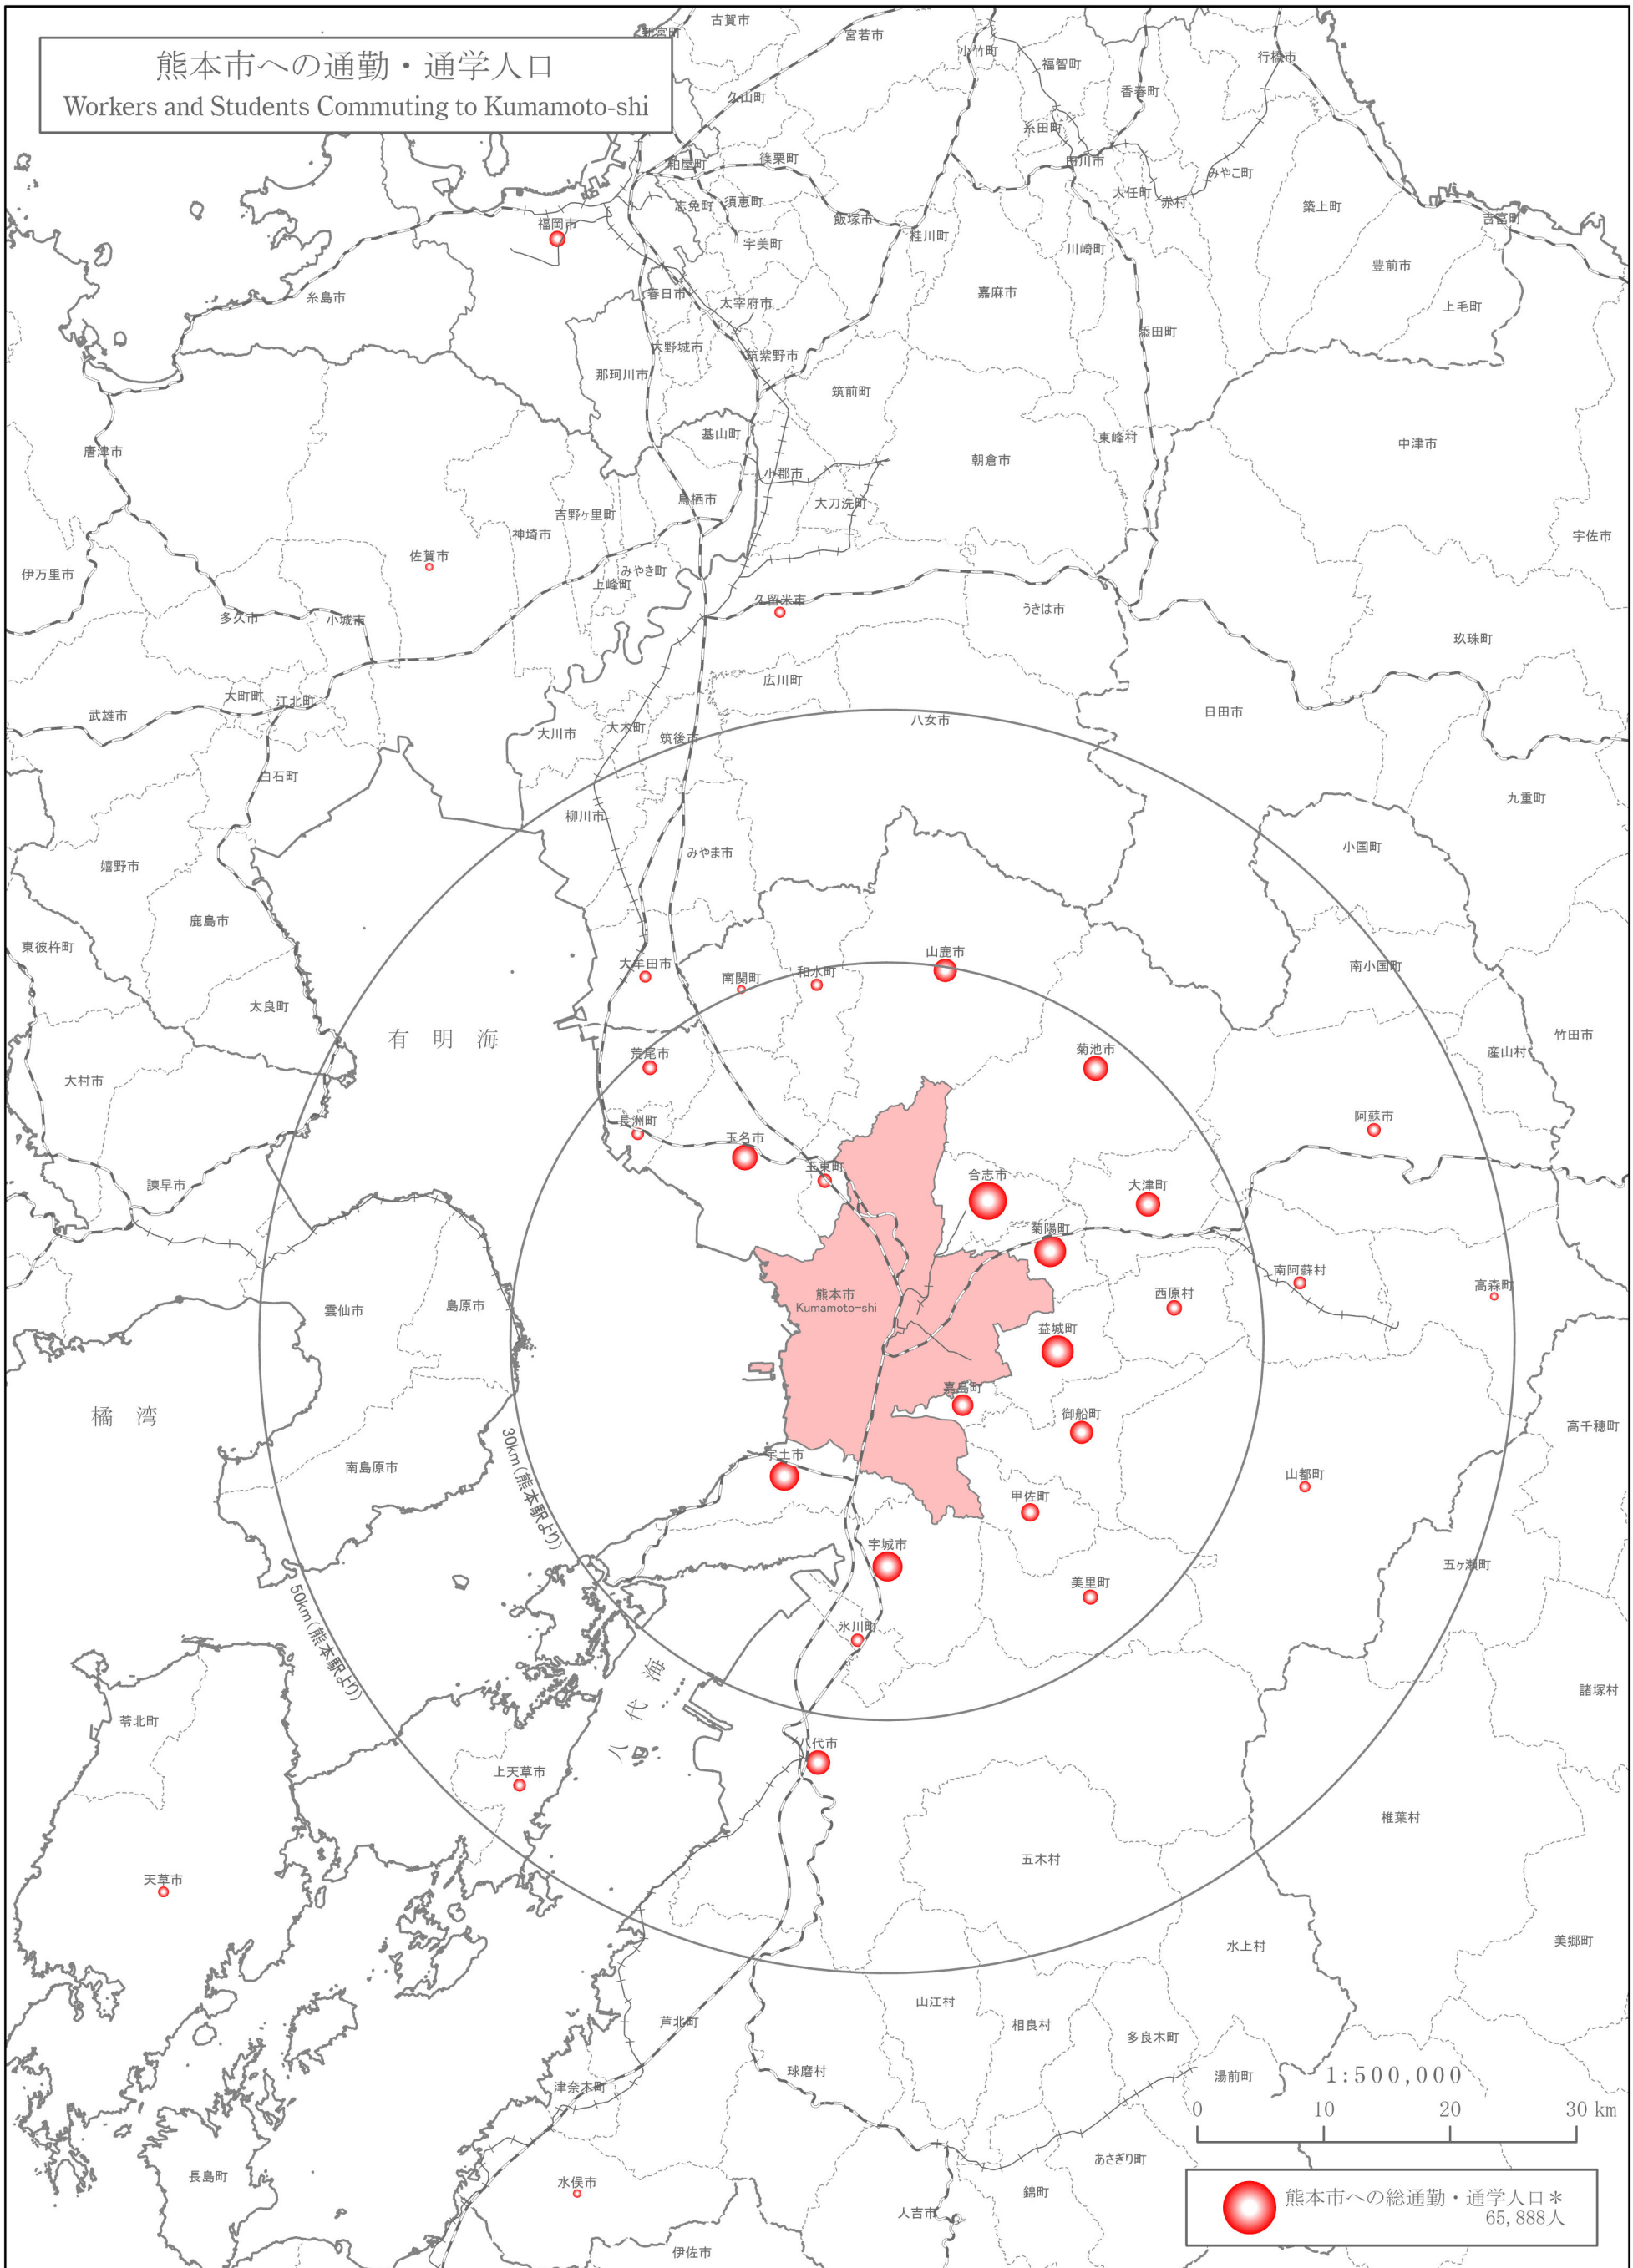 熊本市への通勤・通学人口
Workers and Students Commuting to Kumamoto-shi
古賀市
宮若市
小竹町
福智町
行橋市
香春町
久山町
糸田町
田川市
粕屋町
篠栗町
大任町
赤村
みやこ町
志免町
須恵町
飯塚市
桂川町
築上町
吉富町
福岡市
宇美町
川崎町
豊前市
糸島市
春日市
太宰府市
嘉麻市
上毛町
添田町
大野城市
筑紫野市
那珂川市
筑前町
基山町
東峰村
中津市
唐津市
小郡市
朝倉市
鳥栖市
大刀洗町
吉野ヶ里町
神埼市
宇佐市
佐賀市
伊万里市
みやき町
上峰町
久留米市
うきは市
多久市
小城市
玖珠町
広川町
大町町
江北町
武雄市
日田市
八女市
大川市
大木町
筑後市
白石町
九重町
柳川市
みやま市
小国町
嬉野市
鹿島市
東彼杵町
山鹿市
大牟田市
南関町
和水町
南小国町
太良町
有明海
竹田市
菊池市
産山村
荒尾市
大村市
阿蘇市
長洲町
玉名市
玉東町
合志市
大津町
諫早市
菊陽町
南阿蘇村
高森町
熊本市
Kumamoto-shi
西原村
雲仙市
島原市
益城町
嘉島町
橘湾
御船町
高千穂町
宇土市
南島原市
山都町
30km(熊本駅より)
甲佐町
宇城市
五ヶ瀬町
美里町
50km(熊本駅より)
氷川町
八代海
諸塚村
苓北町
八代市
上天草市
椎葉村
五木村
天草市
水上村
美郷町
山江村
相良村
芦北町
多良木町
球磨村
湯前町
津奈木町
1:500,000
0 10 20 30 km
あさぎり町
長島町
水俣市
錦町
人吉市
伊佐市
熊本市への総通勤・通学人口＊
65,888人